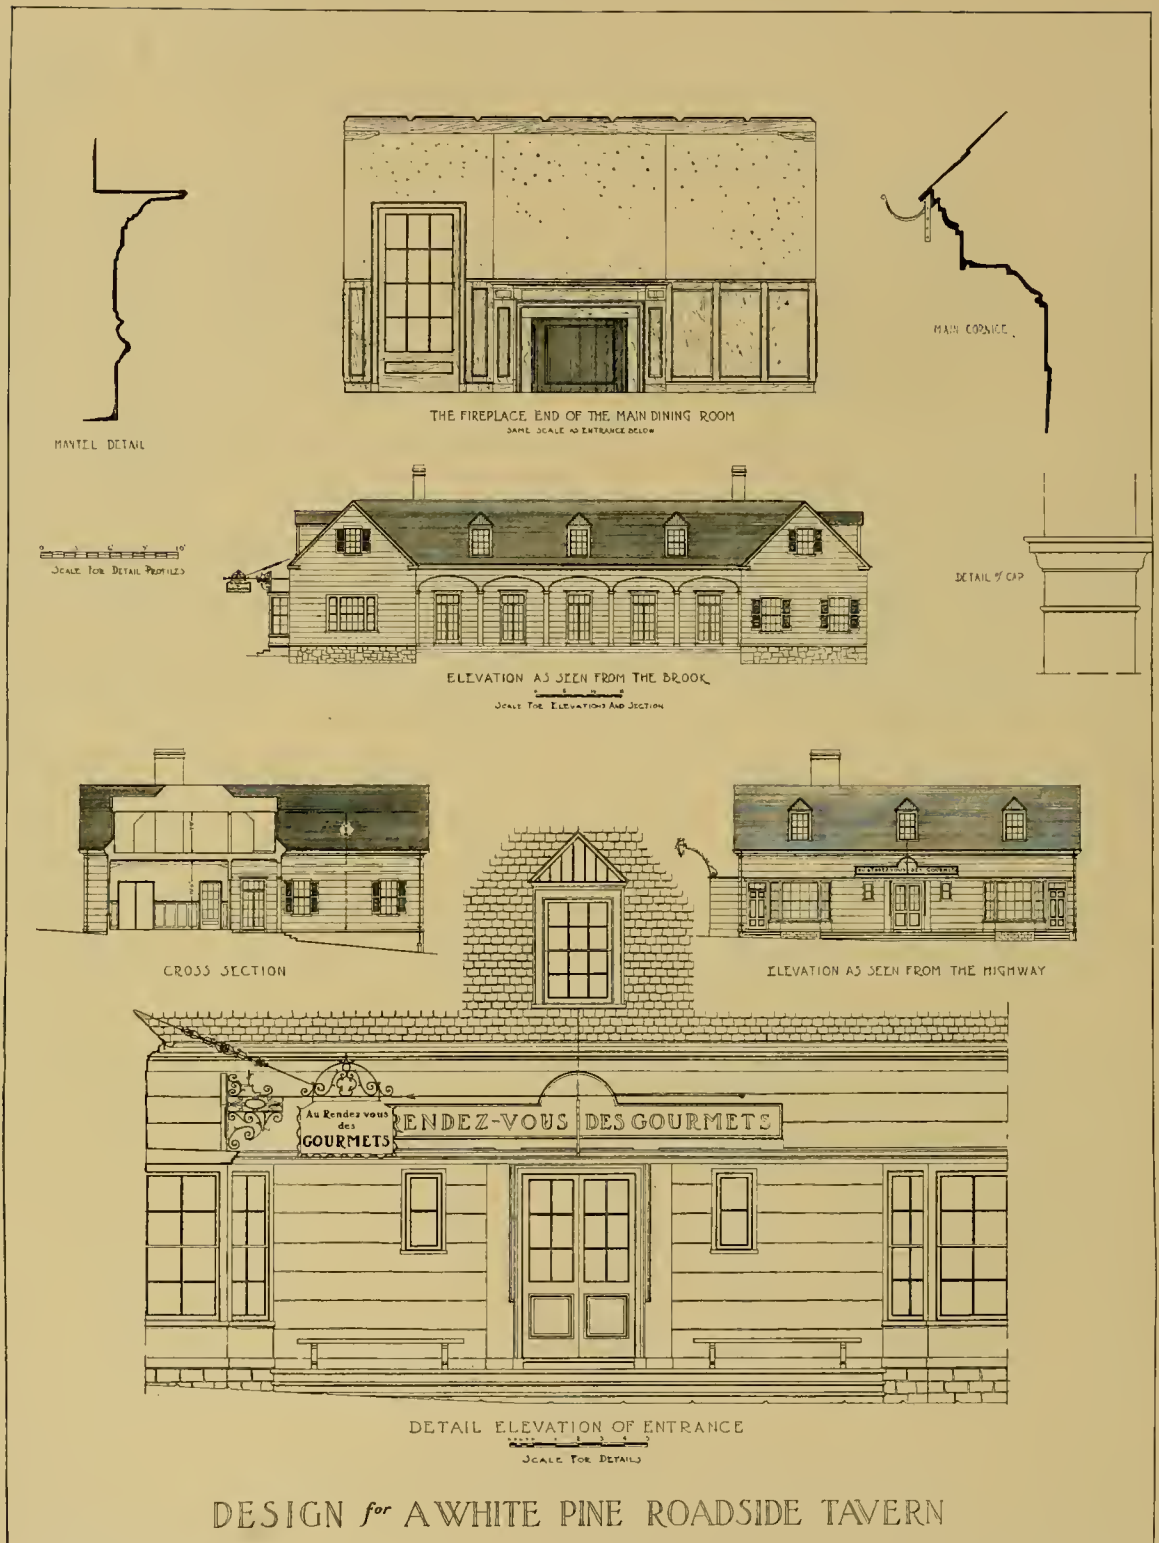 THE FIREPLACE END OF THE MAIN DINING ROOM
SAME SCALE AS ENTRANCE BELOW
MANTEL DETAIL
MAIN CORNICE
SCALE FOR DETAIL PROFILES
DETAIL of CAP
ELEVATION AS SEEN FROM THE BROOK
SCALE FOR ELEVATIONS AND SECTION
CROSS SECTION
ELEVATION AS SEEN FROM THE HIGHWAY
Au Rendez vous
des
GOURMETS
RENDEZ-VOUS DES GOURMETS
DETAIL ELEVATION OF ENTRANCE
SCALE FOR DETAILS
DESIGN for A WHITE PINE ROADSIDE TAVERN